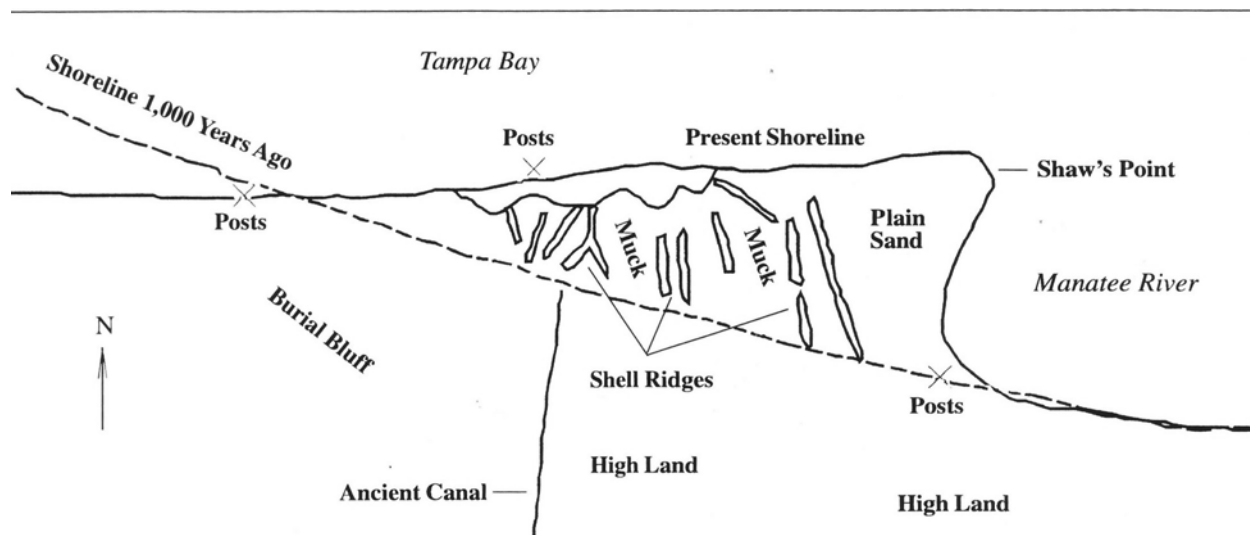 Tampa Bay
Shoreline 1,000 Years Ago
Posts
Present Shoreline
Shaw's Point
Posts
Plain
Sand
Muck
Muck
Manatee River
Burial Bluff
N
Shell Ridges
Posts
High Land
Ancient Canal
High Land